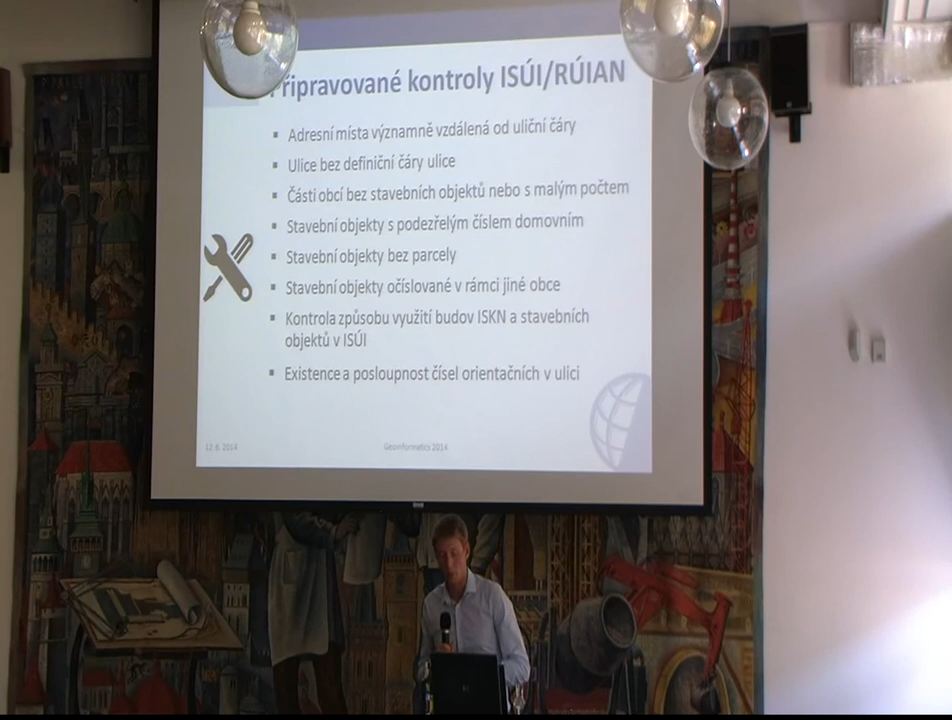 Připravované kontroly ISÚI/RÚIAN
▪ Adresní místa významně vzdálená od uliční čáry
▪ Ulice bez definiční čáry ulice
▪ Části obcí bez stavebních objektů nebo s malým počtem
▪ Stavební objekty s podezřelým číslem domovním
▪ Stavební objekty bez parcely
▪ Stavební objekty očíslované v rámci jiné obce
▪ Kontrola způsobu využití budov ISKN a stavebních
objektů v ISÚI
▪ Existence a posloupnost čísel orientačních v ulici
12. 6. 2014
Geoinformatics 2014